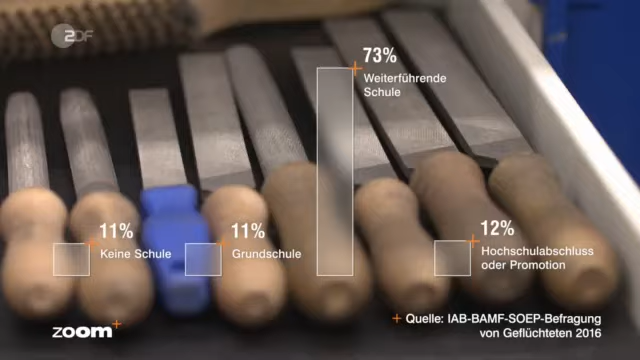 ZDF
73%
Weiterführende
Schule
11%
Keine Schule
11%
Grundschule
12%
Hochschulabschluss
oder Promotion
zoom+
+ Quelle: IAB-BAMF-SOEP-Befragung
von Geflüchteten 2016